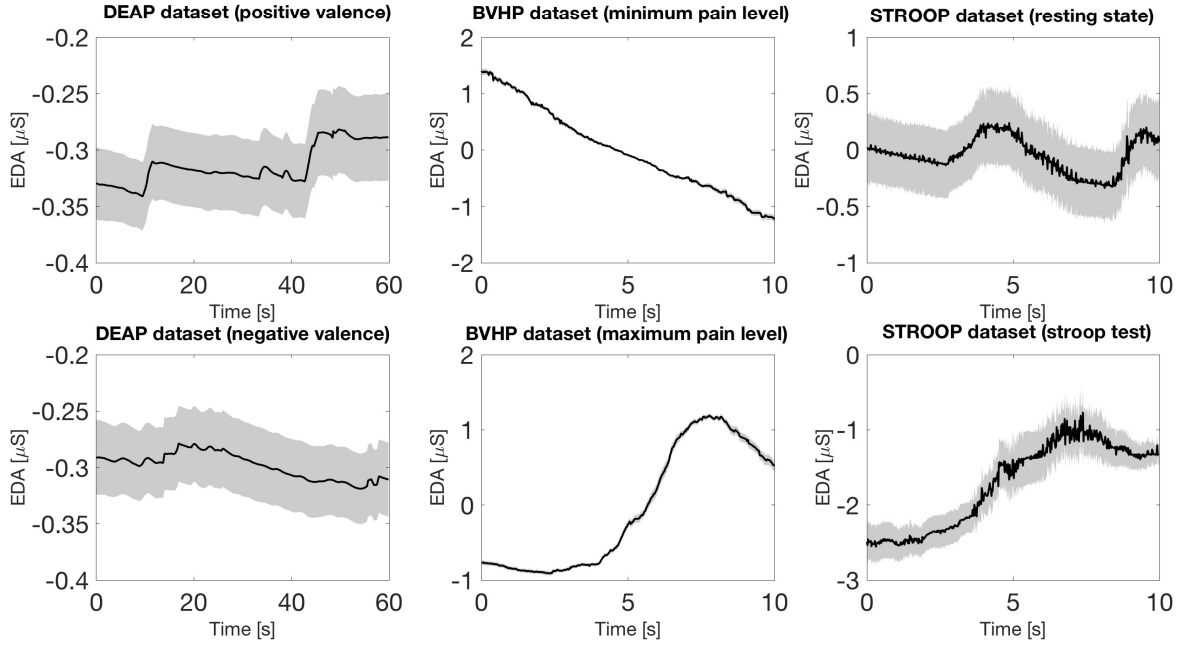 DEAP dataset (positive valence)
-0.2
-0.25
-0.3
-0.35
-0.4
EDA [μS]
0 20 40 60
Time [s]
BVHP dataset (minimum pain level)
2
1
0
-1
-2
EDA [μS]
0 5 10
Time [s]
STROOP dataset (resting state)
1
0.5
0
-0.5
-1
EDA [μS]
0 5 10
Time [s]
DEAP dataset (negative valence)
-0.2
-0.25
-0.3
-0.35
-0.4
EDA [μS]
0 20 40 60
Time [s]
BVHP dataset (maximum pain level)
2
1
0
-1
EDA [μS]
0 5 10
Time [s]
STROOP dataset (stroop test)
0
-1
-2
-3
EDA [μS]
0 5 10
Time [s]